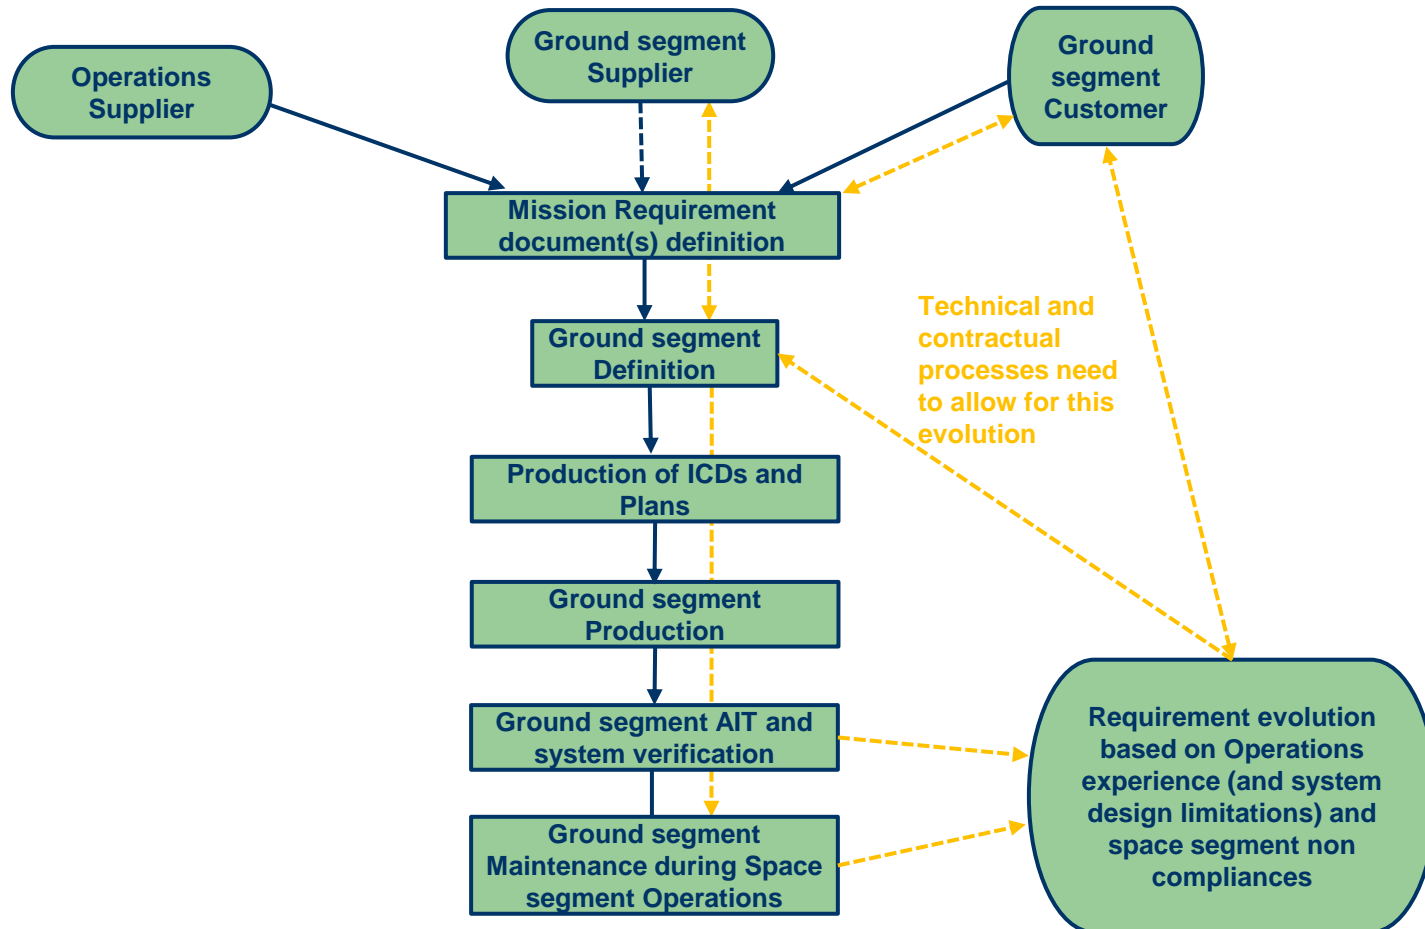 Operations
Supplier
Ground segment
Supplier
Ground
segment
Customer
Mission Requirement
document(s) definition
Ground segment
Definition
Technical and
contractual
processes need
to allow for this
evolution
Production of ICDs and
Plans
Ground segment
Production
Ground segment AIT and
system verification
Ground segment
Maintenance during Space
segment Operations
Requirement evolution
based on Operations
experience (and system
design limitations) and
space segment non
compliances